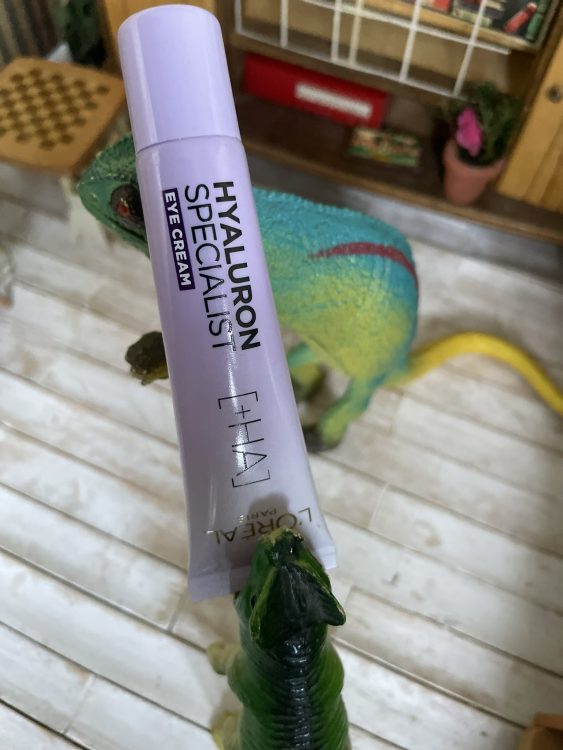 HYALURON
SPECIALIST
EYE CREAM
[+HA]
L'ORÉAL
PARIS